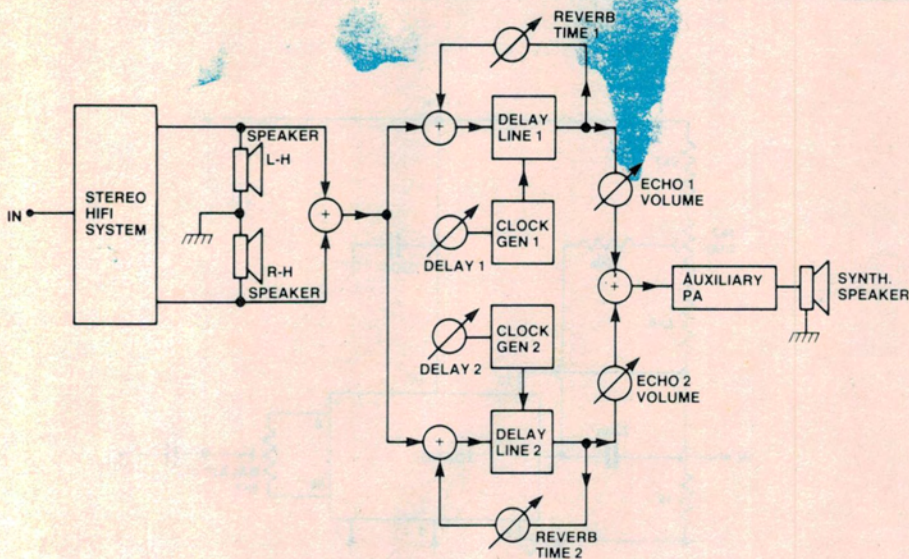 REVERB
TIME 1
DELAY
LINE 1
SPEAKER
L-H
STEREO
HIFI
SYSTEM
IN
+
+
ECHO 1
VOLUME
CLOCK
GEN 1
DELAY 1
R-H
SPEAKER
+
AUXILIARY
PA
SYNTH.
SPEAKER
CLOCK
GEN 2
DELAY 2
ECHO 2
VOLUME
+
DELAY
LINE 2
REVERB
TIME 2